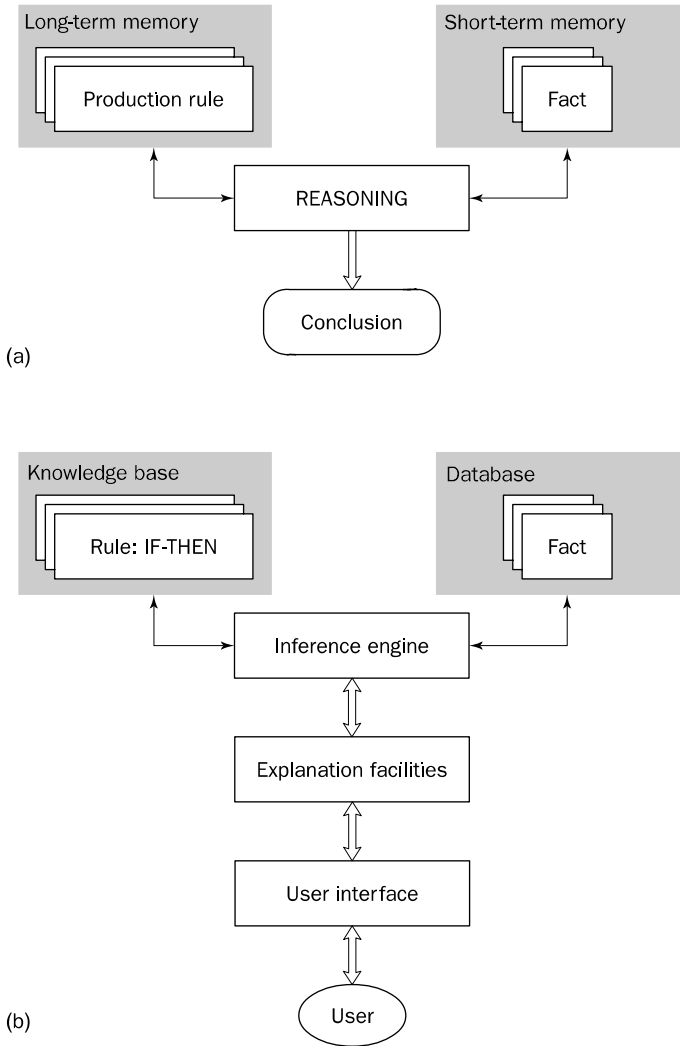 Long-term memory
Short-term memory
Production rule
Fact
REASONING
Conclusion
(a)
Knowledge base
Database
Rule: IF-THEN
Fact
Inference engine
Explanation facilities
User interface
User
(b)